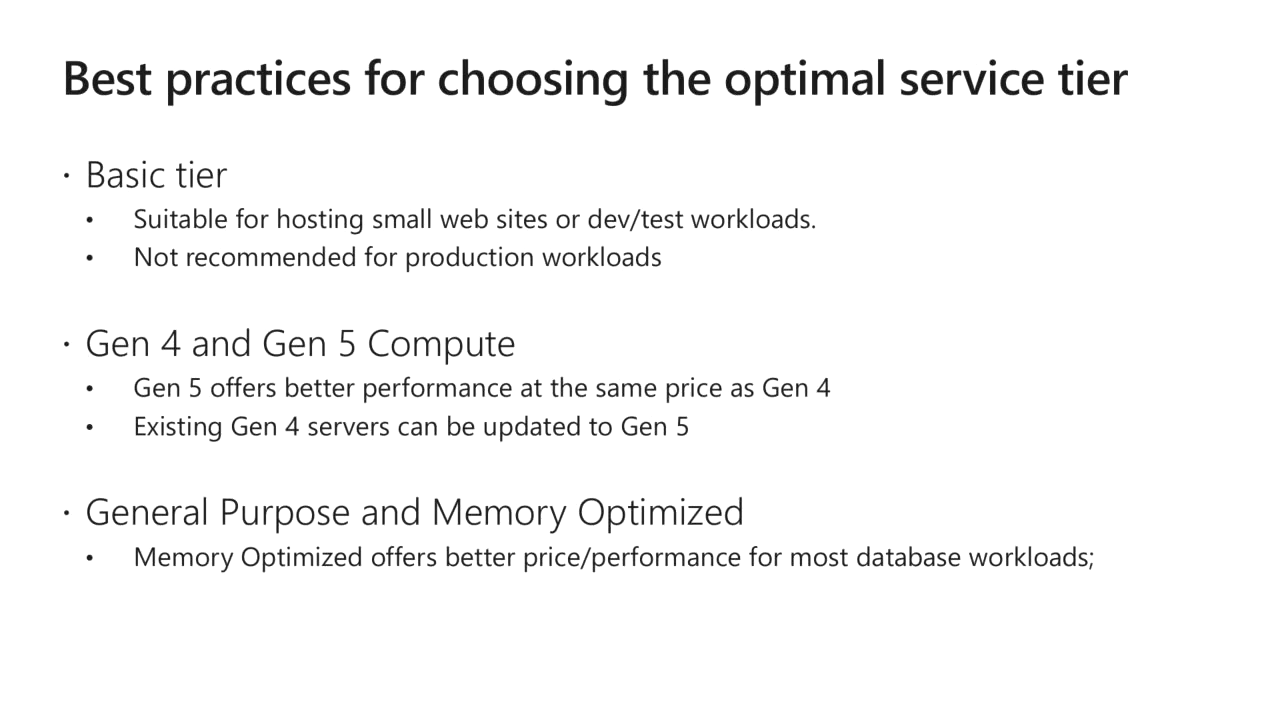 Best practices for choosing the optimal service tier
· Basic tier
• Suitable for hosting small web sites or dev/test workloads.
• Not recommended for production workloads
· Gen 4 and Gen 5 Compute
• Gen 5 offers better performance at the same price as Gen 4
• Existing Gen 4 servers can be updated to Gen 5
· General Purpose and Memory Optimized
• Memory Optimized offers better price/performance for most database workloads;